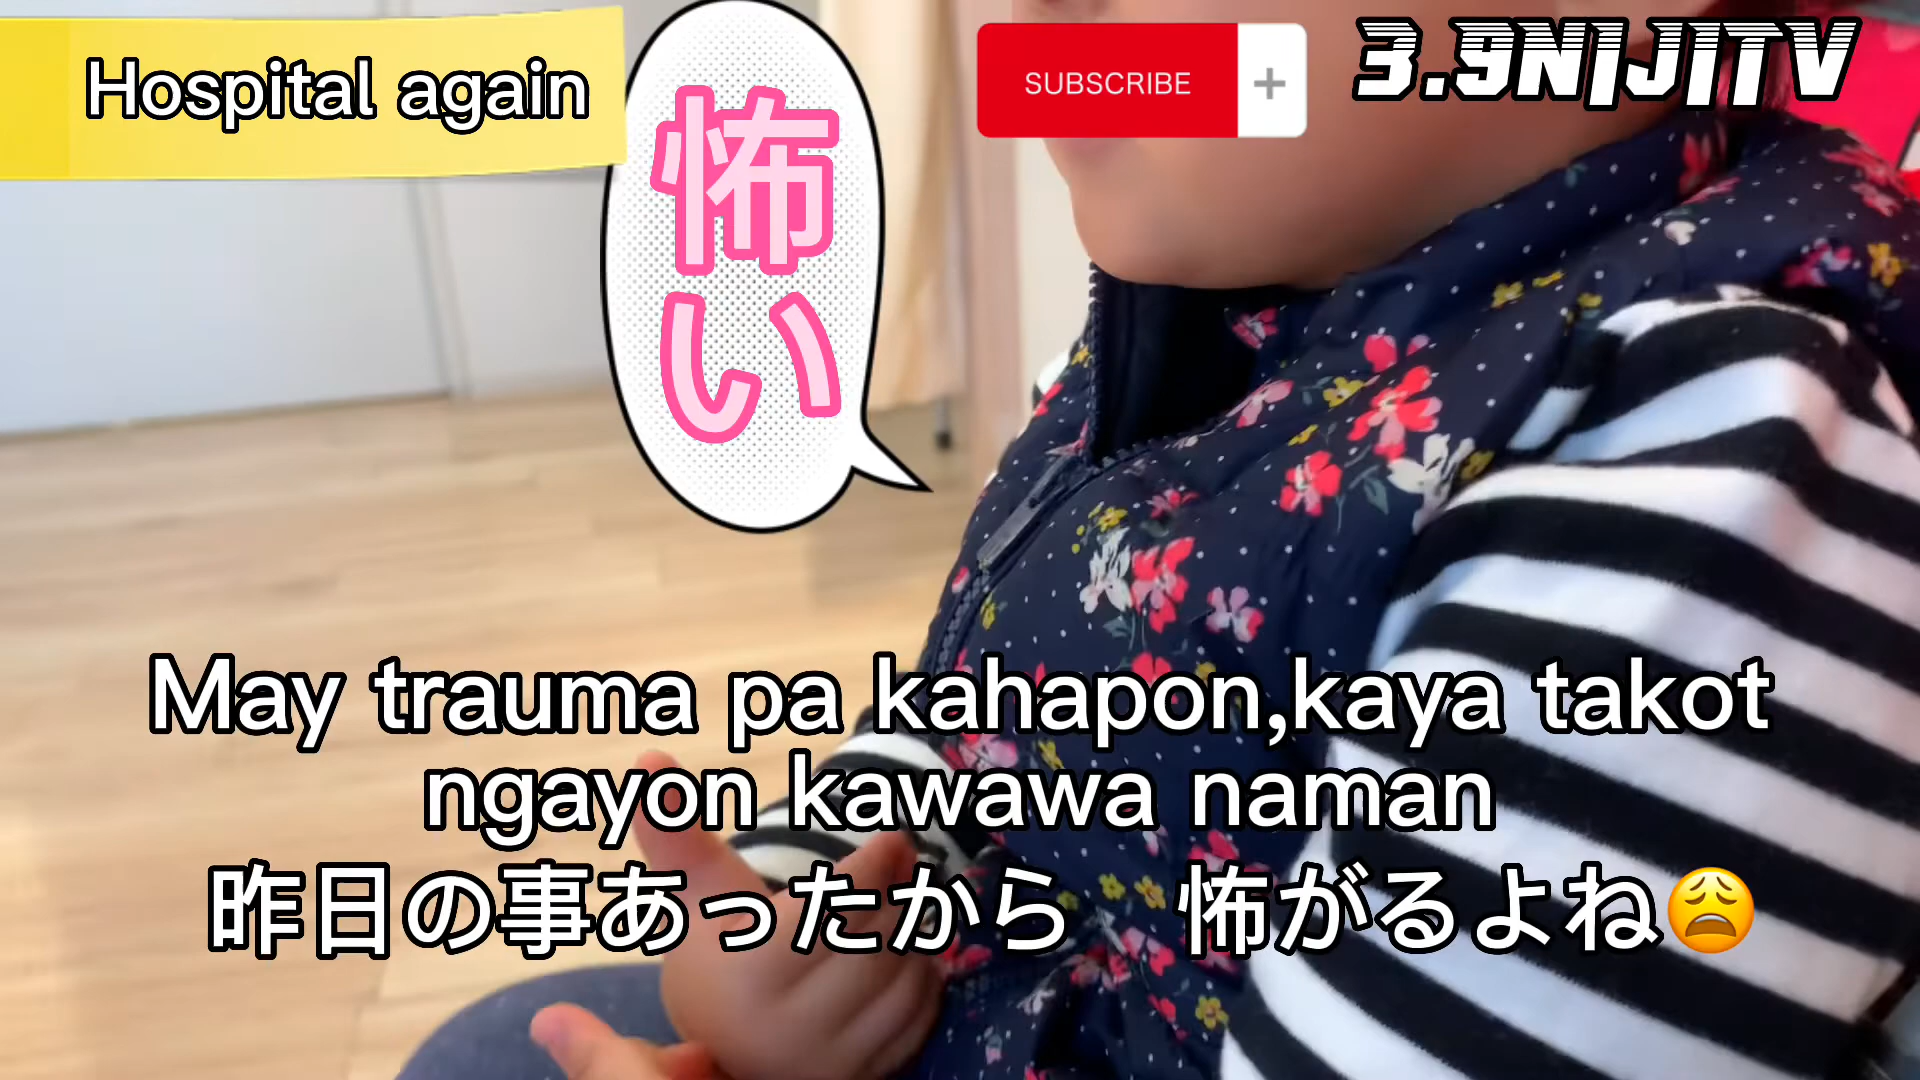 Hospital again
怖い
SUBSCRIBE +
3.9NIJITV
May trauma pa kahapon,kaya takot
ngayon kawawa naman
昨日の事あったから 怖がるよね😩